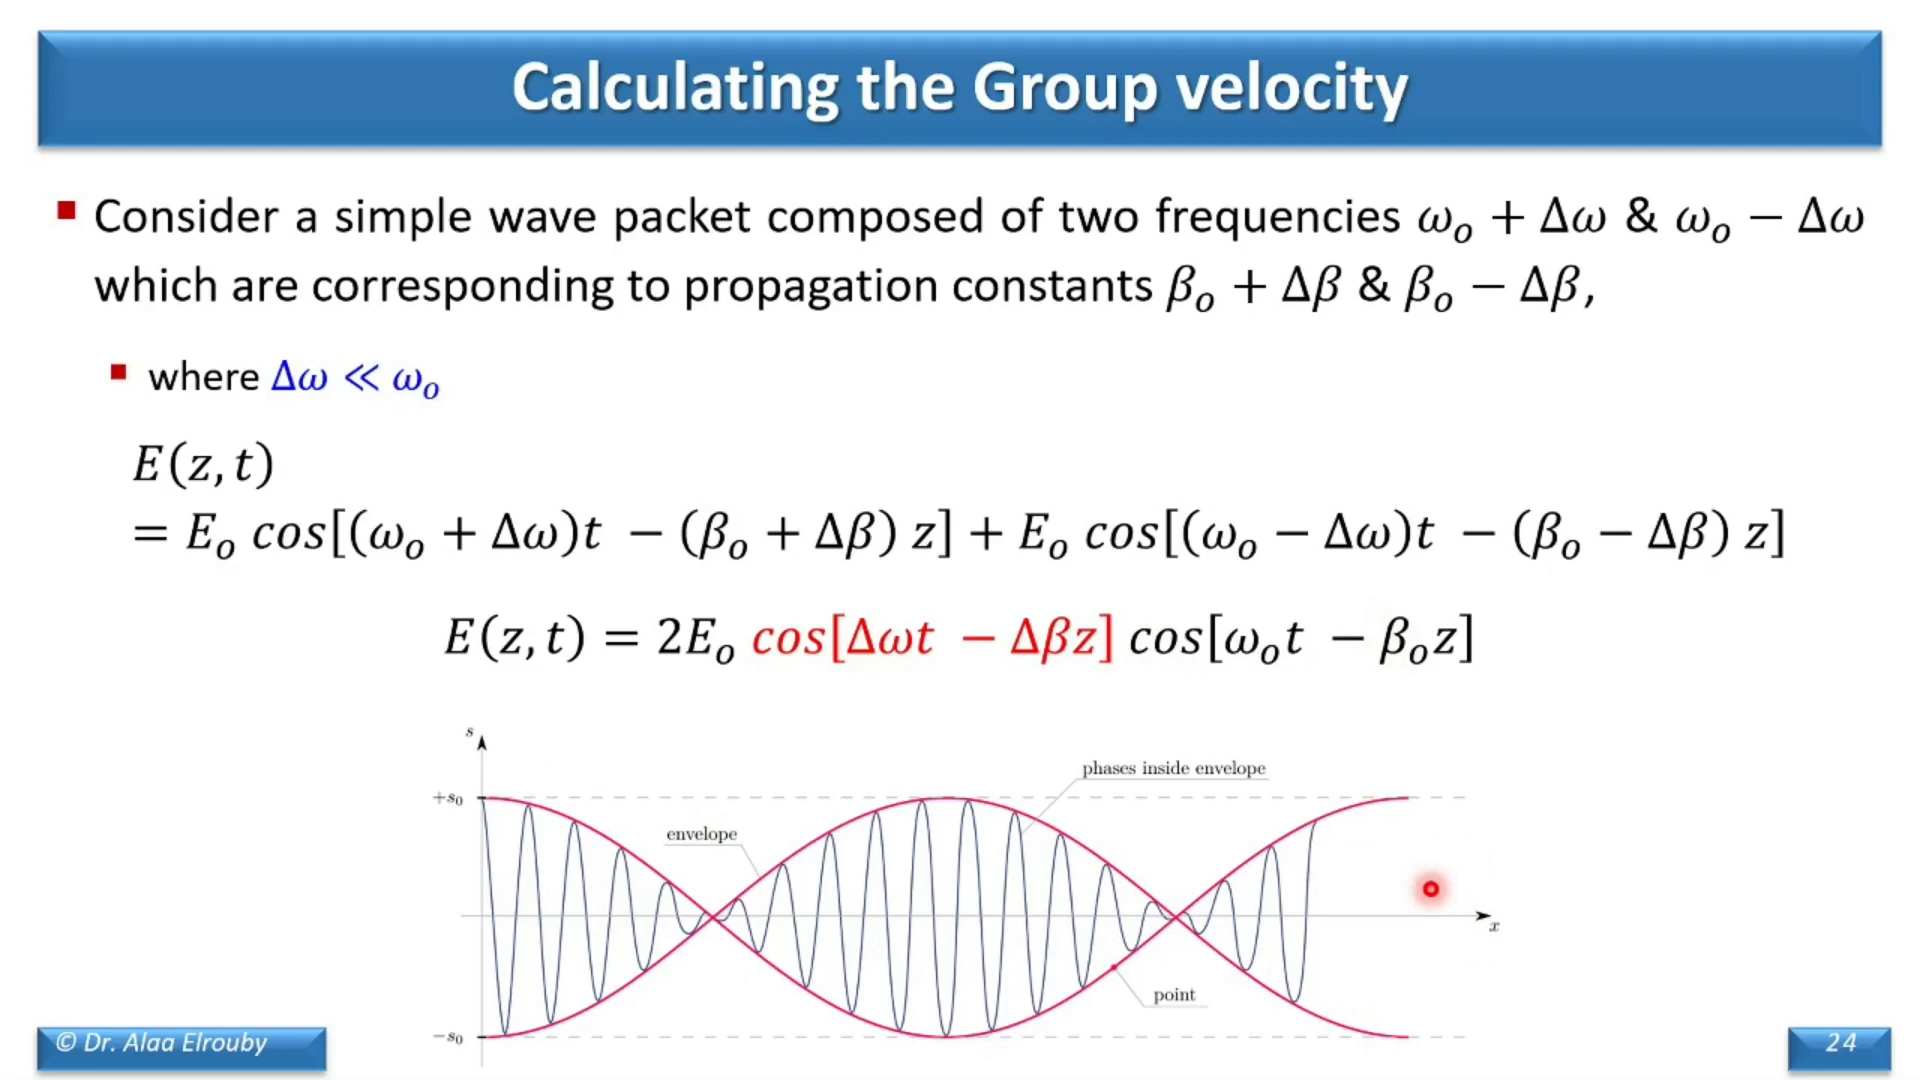 Calculating the Group velocity
▪ Consider a simple wave packet composed of two frequencies ωₒ + Δω & ωₒ − Δω
which are corresponding to propagation constants βₒ + Δβ & βₒ − Δβ,
▪ where Δω ≪ ωₒ
E(z, t)
= Eₒ cos[(ωₒ + Δω)t − (βₒ + Δβ) z] + Eₒ cos[(ωₒ − Δω)t − (βₒ − Δβ) z]
E(z, t) = 2Eₒ cos[Δωt − Δβz] cos[ωₒt − βₒz]
s
phases inside envelope
+s₀
envelope
x
point
−s₀
© Dr. Alaa Elrouby
24